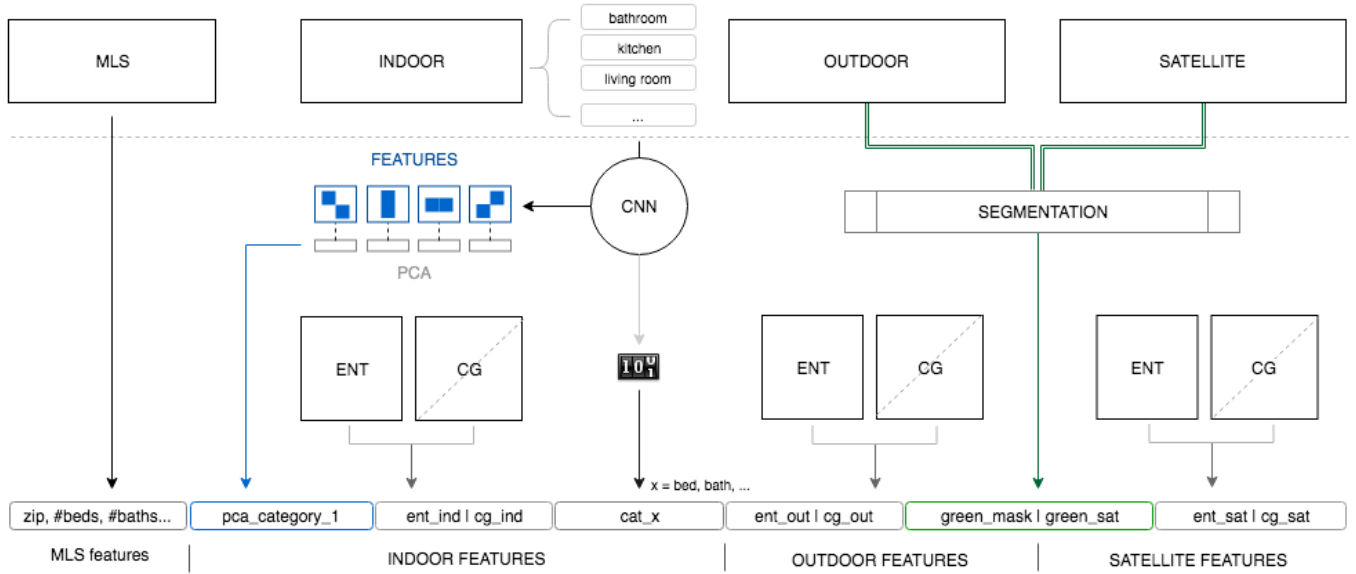 MLS
INDOOR
bathroom
kitchen
living room
...
OUTDOOR
SATELLITE
FEATURES
CNN
SEGMENTATION
PCA
ENT
CG
ENT
CG
ENT
CG
x = bed, bath, ...
zip, #beds, #baths...
pca_category_1
ent_ind | cg_ind
cat_x
ent_out | cg_out
green_mask | green_sat
ent_sat | cg_sat
MLS features
INDOOR FEATURES
OUTDOOR FEATURES
SATELLITE FEATURES